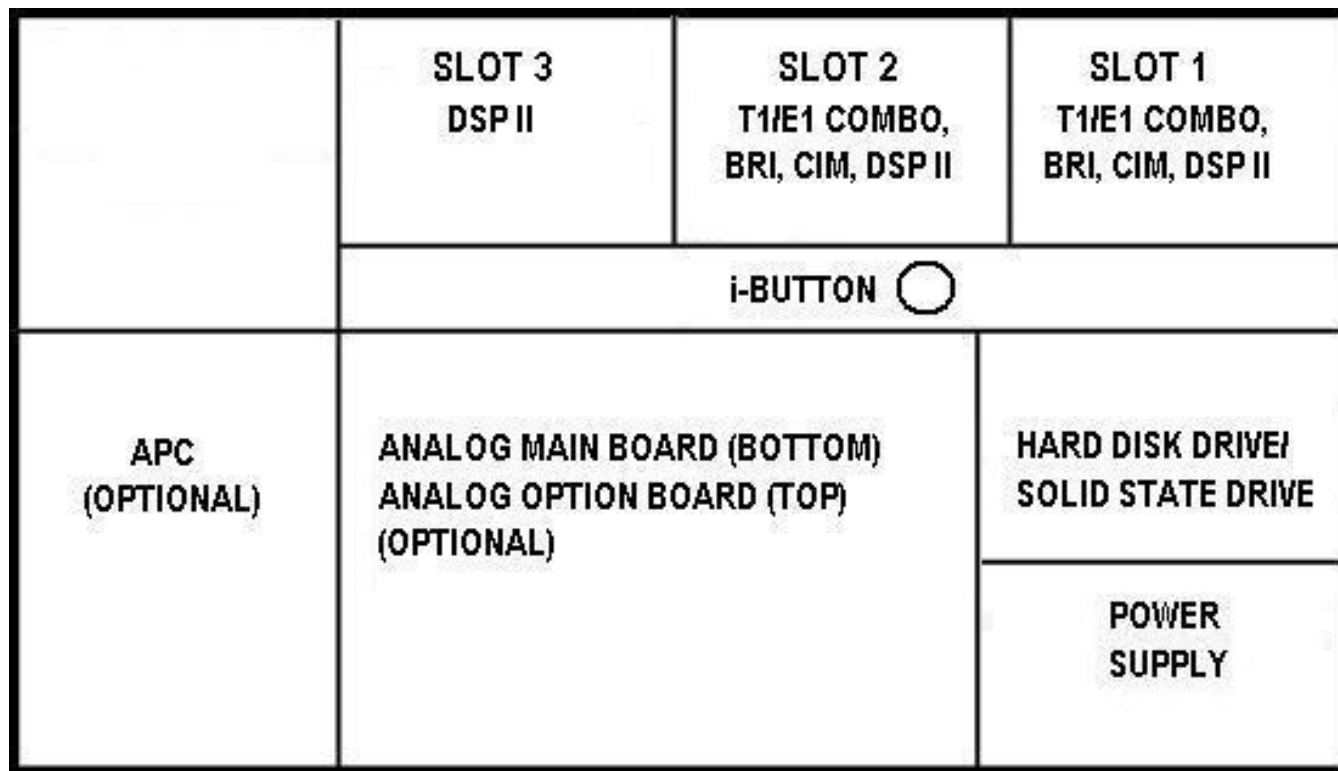 SLOT 3
DSP II
SLOT 2
T1/E1 COMBO,
BRI, CIM, DSP II
SLOT 1
T1/E1 COMBO,
BRI, CIM, DSP II
i-BUTTON
APC
(OPTIONAL)
ANALOG MAIN BOARD (BOTTOM)
ANALOG OPTION BOARD (TOP)
(OPTIONAL)
HARD DISK DRIVE/
SOLID STATE DRIVE
POWER
SUPPLY